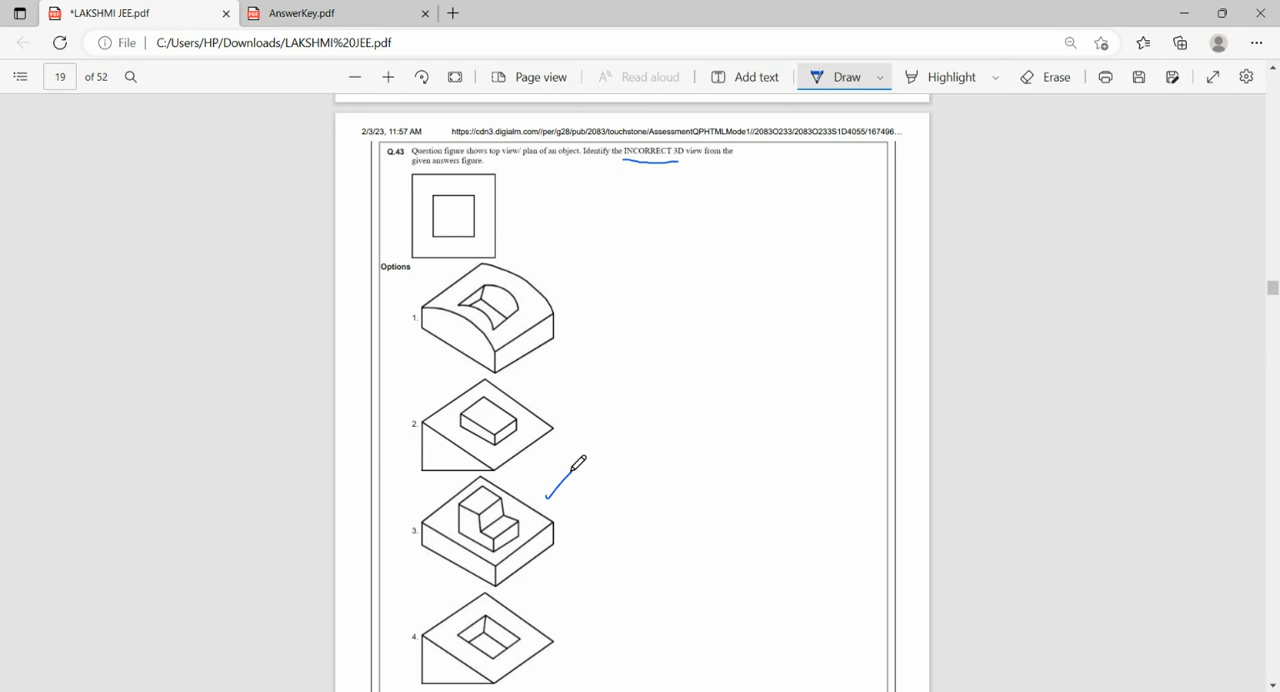 *LAKSHMI JEE.pdf
AnswerKey.pdf
File C:/Users/HP/Downloads/LAKSHMI%20JEE.pdf
19 of 52 Page view Read aloud Add text Draw Highlight Erase
2/3/23, 11:57 AM https://cdn3.digialm.com//per/g28/pub/2083/touchstone/AssessmentQPHTMLMode1//2083O233/2083O233S1D4055/167496...
Q.43 Question figure shows top view/ plan of an object. Identify the INCORRECT 3D view from the
given answers figure.
Options
1.
2.
3.
4.